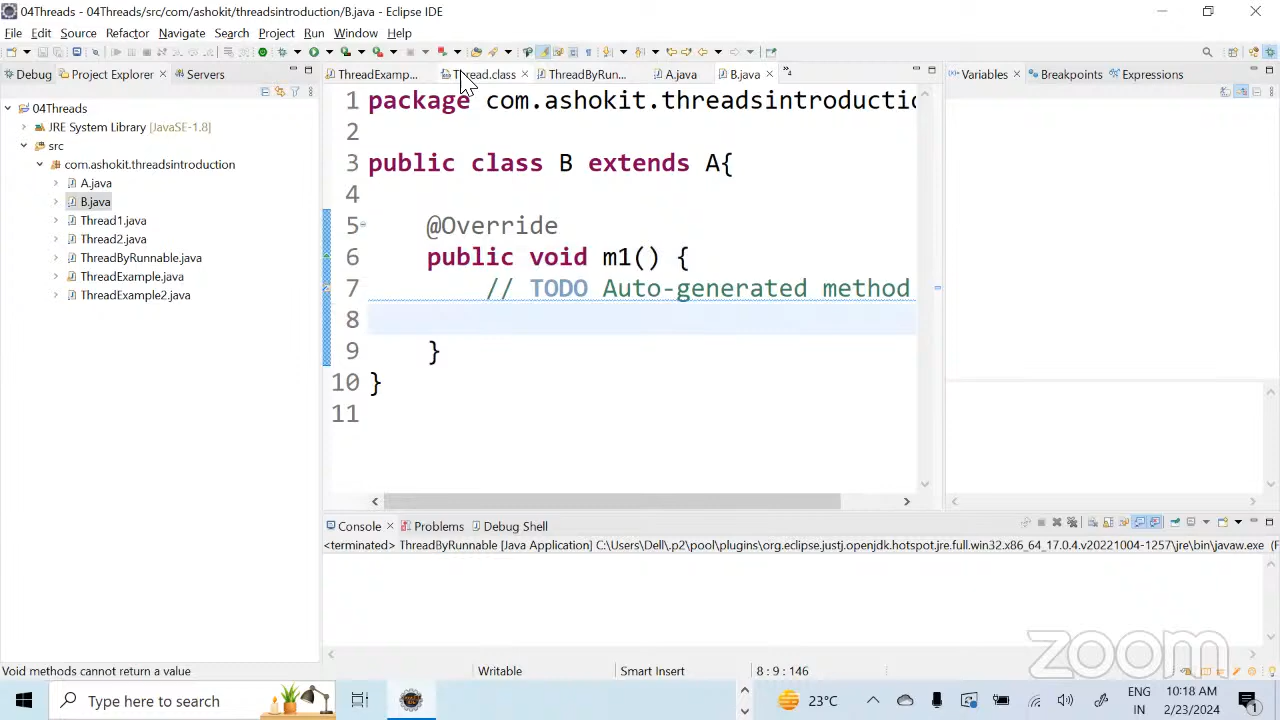 04Threads - 04Threads/src/com/ashokit/threadsintroduction/B.java - Eclipse IDE
File Edit Source Refactor Navigate Search Project Run Window Help
Debug Project Explorer Servers
ThreadExamp... Thread.class ThreadByRun... A.java B.java
Variables Breakpoints Expressions
04Threads
JRE System Library [JavaSE-1.8]
src
com.ashokit.threadsintroduction
A.java
B.java
Thread1.java
Thread2.java
ThreadByRunnable.java
ThreadExample.java
ThreadExample2.java
1 package com.ashokit.threadsintroductio
2
3 public class B extends A{
4
5 @Override
6 public void m1() {
7 // TODO Auto-generated method
8
9 }
10 }
11
Console Problems Debug Shell
<terminated> ThreadByRunnable [Java Application] C:\Users\Dell\.p2\pool\plugins\org.eclipse.justj.openjdk.hotspot.jre.full.win32.x86_64_17.0.4.v20221004-1257\jre\bin\javaw.exe (F
zoom
Void methods cannot return a value
Writable
Smart Insert
8 : 9 : 146
Type here to search
23°C
ENG
IN
10:18 AM
2/23/2024
1